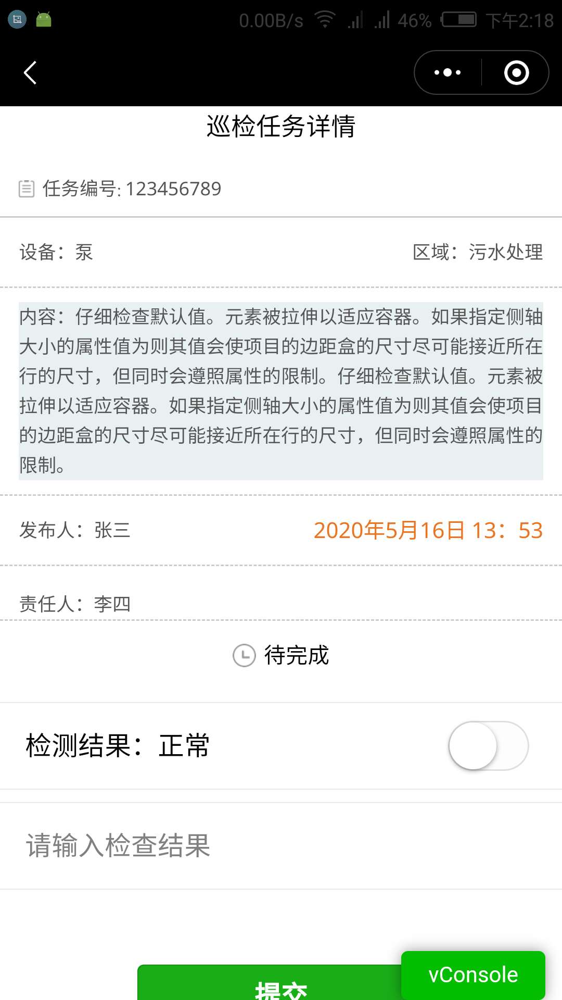 0.00B/s 46% 下午2:18
巡检任务详情
任务编号: 123456789
设备：泵 区域：污水处理
内容：仔细检查默认值。元素被拉伸以适应容器。如果指定侧轴
大小的属性值为则其值会使项目的边距盒的尺寸尽可能接近所在
行的尺寸，但同时会遵照属性的限制。仔细检查默认值。元素被
拉伸以适应容器。如果指定侧轴大小的属性值为则其值会使项目
的边距盒的尺寸尽可能接近所在行的尺寸，但同时会遵照属性的
限制。
发布人：张三 2020年5月16日 13：53
责任人：李四
待完成
检测结果：正常
请输入检查结果
提交
vConsole